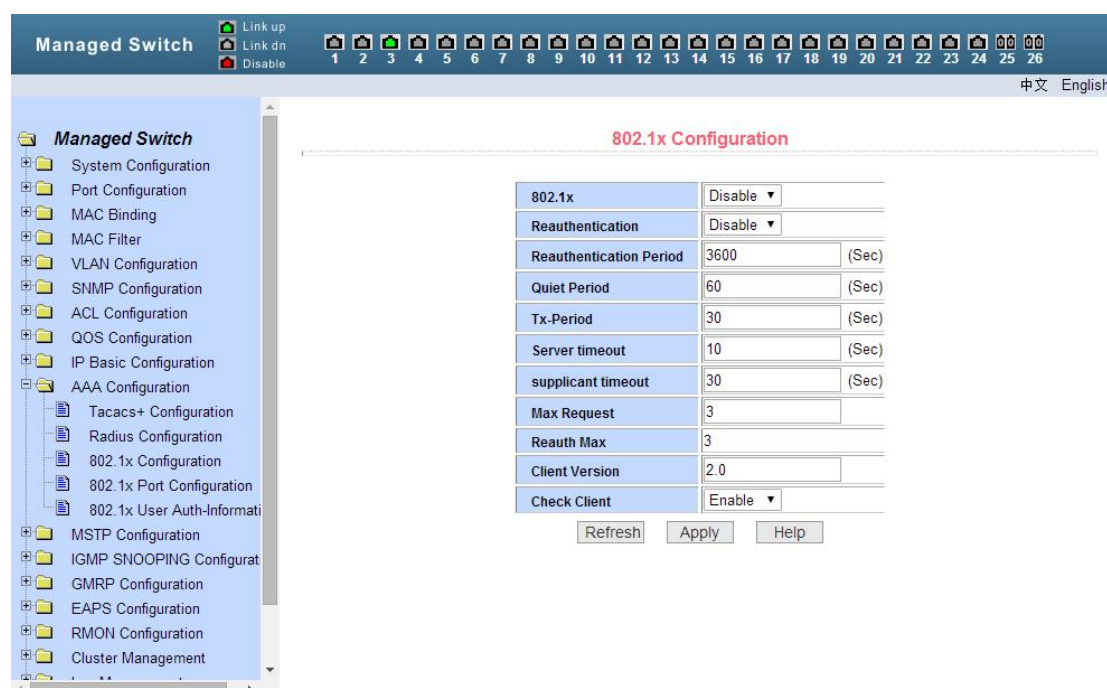 Managed Switch
Link up
Link dn
Disable
1 2 3 4 5 6 7 8 9 10 11 12 13 14 15 16 17 18 19 20 21 22 23 24 25 26
中文 English
Managed Switch
System Configuration
Port Configuration
MAC Binding
MAC Filter
VLAN Configuration
SNMP Configuration
ACL Configuration
QOS Configuration
IP Basic Configuration
AAA Configuration
Tacacs+ Configuration
Radius Configuration
802.1x Configuration
802.1x Port Configuration
802.1x User Auth-Informati
MSTP Configuration
IGMP SNOOPING Configurat
GMRP Configuration
EAPS Configuration
RMON Configuration
Cluster Management
802.1x Configuration
802.1x Disable
Reauthentication Disable
Reauthentication Period 3600 (Sec)
Quiet Period 60 (Sec)
Tx-Period 30 (Sec)
Server timeout 10 (Sec)
supplicant timeout 30 (Sec)
Max Request 3
Reauth Max 3
Client Version 2.0
Check Client Enable
Refresh Apply Help